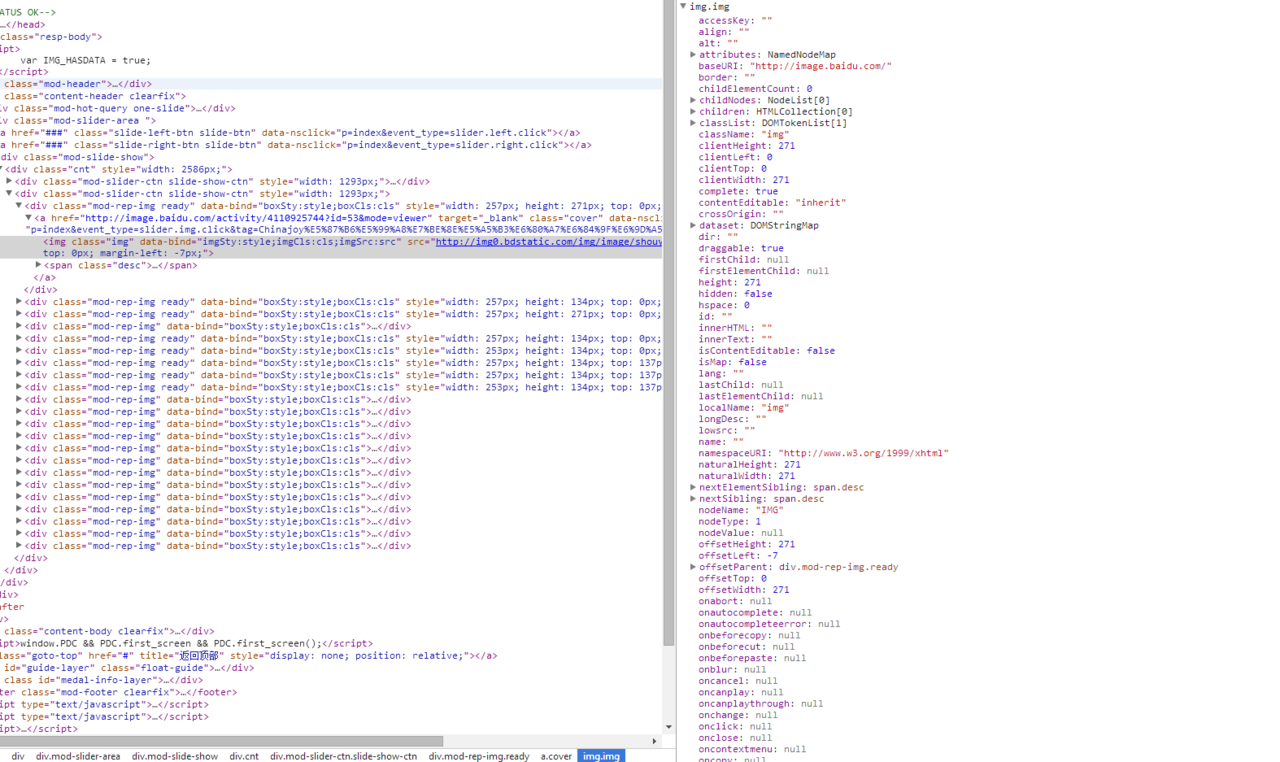 ATUS OK-->
…</head>
class="resp-body">
ipt>
var IMG_HASDATA = true;
</script>
class="mod-header">…</div>
class="content-header clearfix">
iv class="mod-hot-query one-slide">…</div>
v class="mod-slider-area ">
a href="###" class="slide-left-btn slide-btn" data-nsclick="p=index&event_type=slider.left.click"></a>
a href="###" class="slide-right-btn slide-btn" data-nsclick="p=index&event_type=slider.right.click"></a>
div class="mod-slide-show">
<div class="cnt" style="width: 2586px;">
<div class="mod-slider-ctn slide-show-ctn" style="width: 1293px;">…</div>
<div class="mod-slider-ctn slide-show-ctn" style="width: 1293px;">
<div class="mod-rep-img ready" data-bind="boxSty:style;boxCls:cls" style="width: 257px; height: 271px; top: 0px;
<a href="http://image.baidu.com/activity/4110925744?id=53&mode=viewer" target="_blank" class="cover" data-nscli
"p=index&event_type=slider.img.click&tag=Chinajoy%E5%87%B6%E5%99%A8%E7%BE%8E%E5%A5%B3%E6%80%A7%E6%84%9F%E6%9D%A5
<img class="img" data-bind="imgSty:style;imgCls:cls;imgSrc:src" src="http://img0.bdstatic.com/img/image/shouy
top: 0px; margin-left: -7px;">
<span class="desc">…</span>
</a>
</div>
<div class="mod-rep-img ready" data-bind="boxSty:style;boxCls:cls" style="width: 257px; height: 134px; top: 0px;
<div class="mod-rep-img ready" data-bind="boxSty:style;boxCls:cls" style="width: 257px; height: 271px; top: 0px;
<div class="mod-rep-img" data-bind="boxSty:style;boxCls:cls">…</div>
<div class="mod-rep-img ready" data-bind="boxSty:style;boxCls:cls" style="width: 257px; height: 134px; top: 0px;
<div class="mod-rep-img ready" data-bind="boxSty:style;boxCls:cls" style="width: 253px; height: 134px; top: 0px;
<div class="mod-rep-img ready" data-bind="boxSty:style;boxCls:cls" style="width: 257px; height: 134px; top: 137p
<div class="mod-rep-img ready" data-bind="boxSty:style;boxCls:cls" style="width: 257px; height: 134px; top: 137p
<div class="mod-rep-img ready" data-bind="boxSty:style;boxCls:cls" style="width: 253px; height: 134px; top: 137p
<div class="mod-rep-img" data-bind="boxSty:style;boxCls:cls">…</div>
<div class="mod-rep-img" data-bind="boxSty:style;boxCls:cls">…</div>
<div class="mod-rep-img" data-bind="boxSty:style;boxCls:cls">…</div>
<div class="mod-rep-img" data-bind="boxSty:style;boxCls:cls">…</div>
<div class="mod-rep-img" data-bind="boxSty:style;boxCls:cls">…</div>
<div class="mod-rep-img" data-bind="boxSty:style;boxCls:cls">…</div>
<div class="mod-rep-img" data-bind="boxSty:style;boxCls:cls">…</div>
<div class="mod-rep-img" data-bind="boxSty:style;boxCls:cls">…</div>
<div class="mod-rep-img" data-bind="boxSty:style;boxCls:cls">…</div>
<div class="mod-rep-img" data-bind="boxSty:style;boxCls:cls">…</div>
<div class="mod-rep-img" data-bind="boxSty:style;boxCls:cls">…</div>
<div class="mod-rep-img" data-bind="boxSty:style;boxCls:cls">…</div>
<div class="mod-rep-img" data-bind="boxSty:style;boxCls:cls">…</div>
</div>
</div>
/div>
div>
after
v>
class="content-body clearfix">…</div>
ipt>window.PDC && PDC.first_screen && PDC.first_screen();</script>
lass="goto-top" href="#" title="返回顶部" style="display: none; position: relative;"></a>
id="guide-layer" class="float-guide">…</div>
class id="medal-info-layer">…</div>
ter class="mod-footer clearfix">…</footer>
ipt type="text/javascript">…</script>
ipt type="text/javascript">…</script>
ipt>…</script>
div div.mod-slider-area div.mod-slide-show div.cnt div.mod-slider-ctn.slide-show-ctn div.mod-rep-img.ready a.cover img.img
img.img
accessKey: ""
align: ""
alt: ""
attributes: NamedNodeMap
baseURI: "http://image.baidu.com/"
border: ""
childElementCount: 0
childNodes: NodeList[0]
children: HTMLCollection[0]
classList: DOMTokenList[1]
className: "img"
clientHeight: 271
clientLeft: 0
clientTop: 0
clientWidth: 271
complete: true
contentEditable: "inherit"
crossOrigin: ""
dataset: DOMStringMap
dir: ""
draggable: true
firstChild: null
firstElementChild: null
height: 271
hidden: false
hspace: 0
id: ""
innerHTML: ""
innerText: ""
isContentEditable: false
isMap: false
lang: ""
lastChild: null
lastElementChild: null
localName: "img"
longDesc: ""
lowsrc: ""
name: ""
namespaceURI: "http://www.w3.org/1999/xhtml"
naturalHeight: 271
naturalWidth: 271
nextElementSibling: span.desc
nextSibling: span.desc
nodeName: "IMG"
nodeType: 1
nodeValue: null
offsetHeight: 271
offsetLeft: -7
offsetParent: div.mod-rep-img.ready
offsetTop: 0
offsetWidth: 271
onabort: null
onautocomplete: null
onautocompleteerror: null
onbeforecopy: null
onbeforecut: null
onbeforepaste: null
onblur: null
oncancel: null
oncanplay: null
oncanplaythrough: null
onchange: null
onclick: null
onclose: null
oncontextmenu: null
oncopy: null